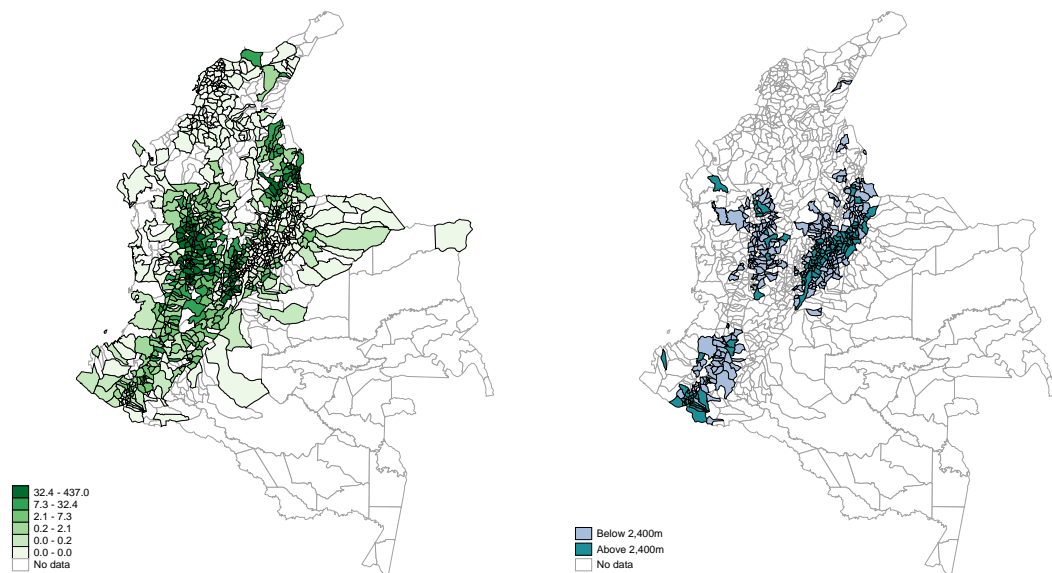 32.4 - 437.0
7.3 - 32.4
2.1 - 7.3
0.2 - 2.1
0.0 - 0.2
0.0 - 0.0
No data
Below 2,400m
Above 2,400m
No data